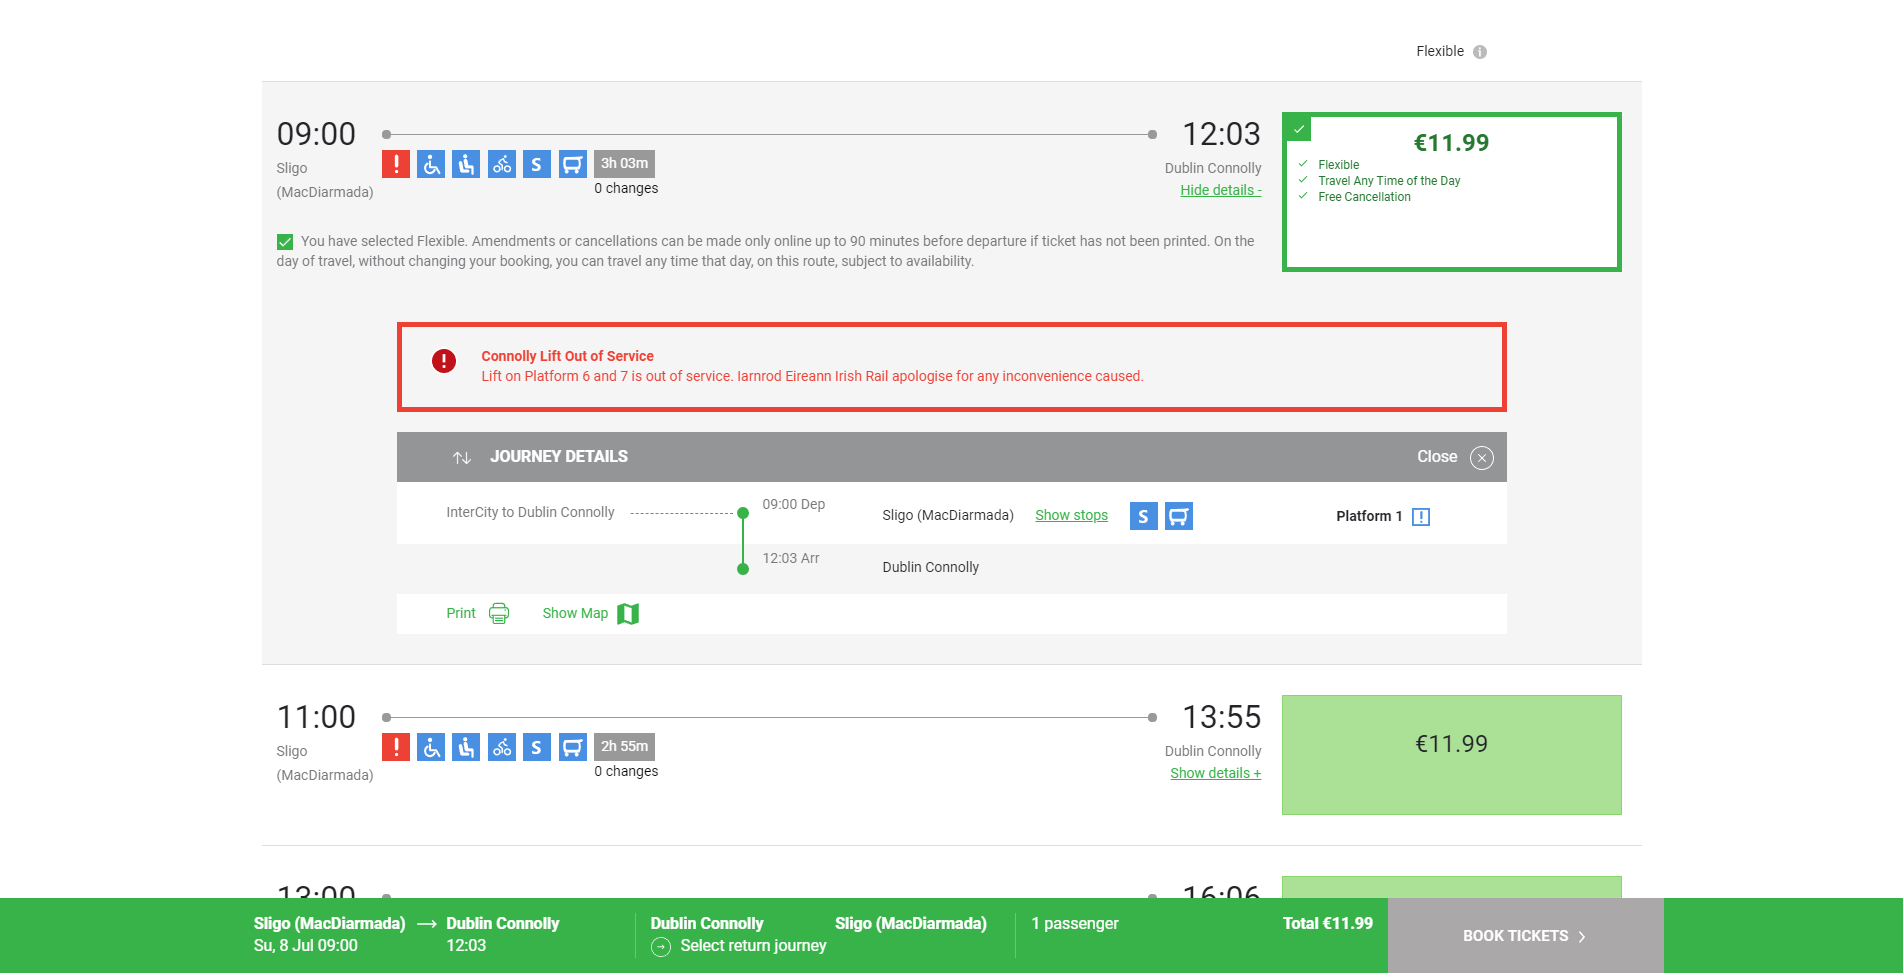 Flexible
09:00
12:03
€11.99
Sligo
(MacDiarmada)
S
3h 03m
0 changes
Dublin Connolly
Hide details -
Flexible
Travel Any Time of the Day
Free Cancellation
You have selected Flexible. Amendments or cancellations can be made only online up to 90 minutes before departure if ticket has not been printed. On the
day of travel, without changing your booking, you can travel any time that day, on this route, subject to availability.
Connolly Lift Out of Service
Lift on Platform 6 and 7 is out of service. Iarnrod Eireann Irish Rail apologise for any inconvenience caused.
JOURNEY DETAILS
Close
InterCity to Dublin Connolly
09:00 Dep
Sligo (MacDiarmada)
Show stops
S
Platform 1
12:03 Arr
Dublin Connolly
Print
Show Map
11:00
13:55
€11.99
Sligo
(MacDiarmada)
S
2h 55m
0 changes
Dublin Connolly
Show details +
13:00
16:06
Sligo (MacDiarmada)
Dublin Connolly
Dublin Connolly
Sligo (MacDiarmada)
1 passenger
Total €11.99
Su, 8 Jul 09:00
12:03
Select return journey
BOOK TICKETS